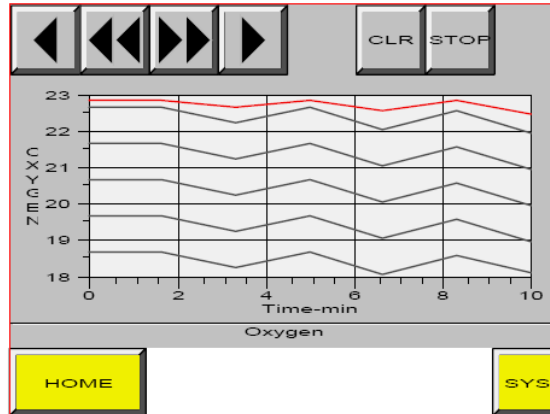 CLR STOP
23
22
21
20
19
18
OXYGEN
0 2 4 6 8 10
Time-min
Oxygen
HOME SYS